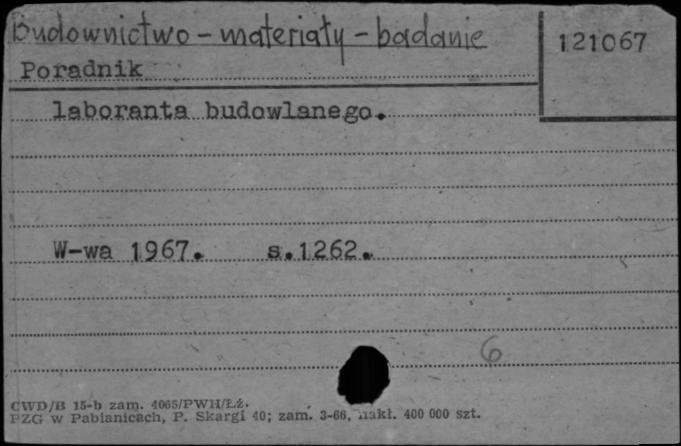 Budownictwo - materiały - badanie
121067
Poradnik
laboranta budowlanego.
W-wa 1967. s.1262.
6
CWD/B 15-b zam. 4065/PWH/Łż.
PZG w Pabianicach, P. Skargi 40; zam. 3-66, nakł. 400 000 szt.